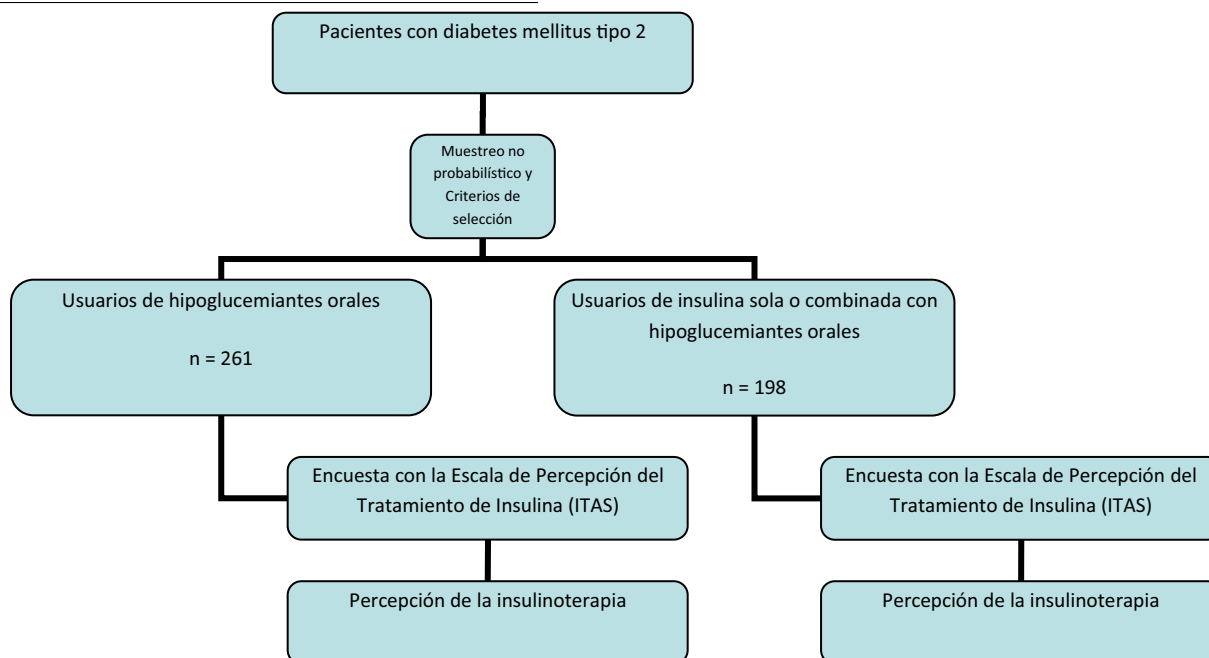 Pacientes con diabetes mellitus tipo 2
Muestreo no
probabilístico y
Criterios de
selección
Usuarios de hipoglucemiantes orales
n = 261
Usuarios de insulina sola o combinada con
hipoglucemiantes orales
n = 198
Encuesta con la Escala de Percepción del
Tratamiento de Insulina (ITAS)
Encuesta con la Escala de Percepción del
Tratamiento de Insulina (ITAS)
Percepción de la insulinoterapia
Percepción de la insulinoterapia